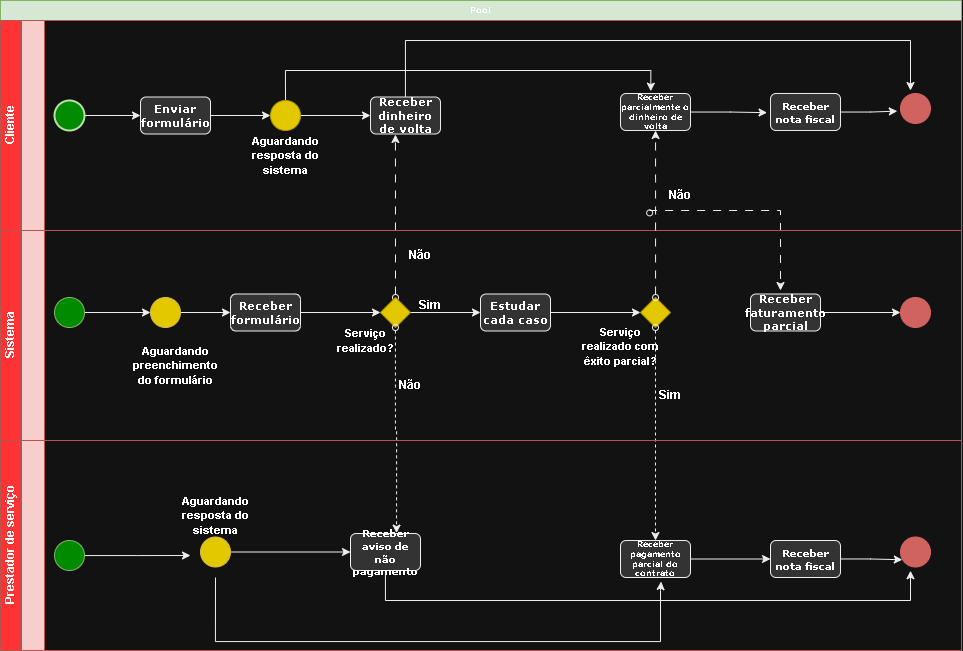 Pool
Cliente
Enviar
formulário
Aguardando
resposta do
sistema
Receber
dinheiro
de volta
Receber
parcialmente o
dinheiro de
volta
Receber
nota fiscal
Não
Não
Sistema
Aguardando
preenchimento
do formulário
Receber
formulário
Serviço
realizado?
Sim
Estudar
cada caso
Serviço
realizado com
êxito parcial?
Receber
faturamento
parcial
Não
Sim
Prestador de serviço
Aguardando
resposta do
sistema
Receber
aviso de
não
pagamento
Receber
pagamento
parcial do
contrato
Receber
nota fiscal